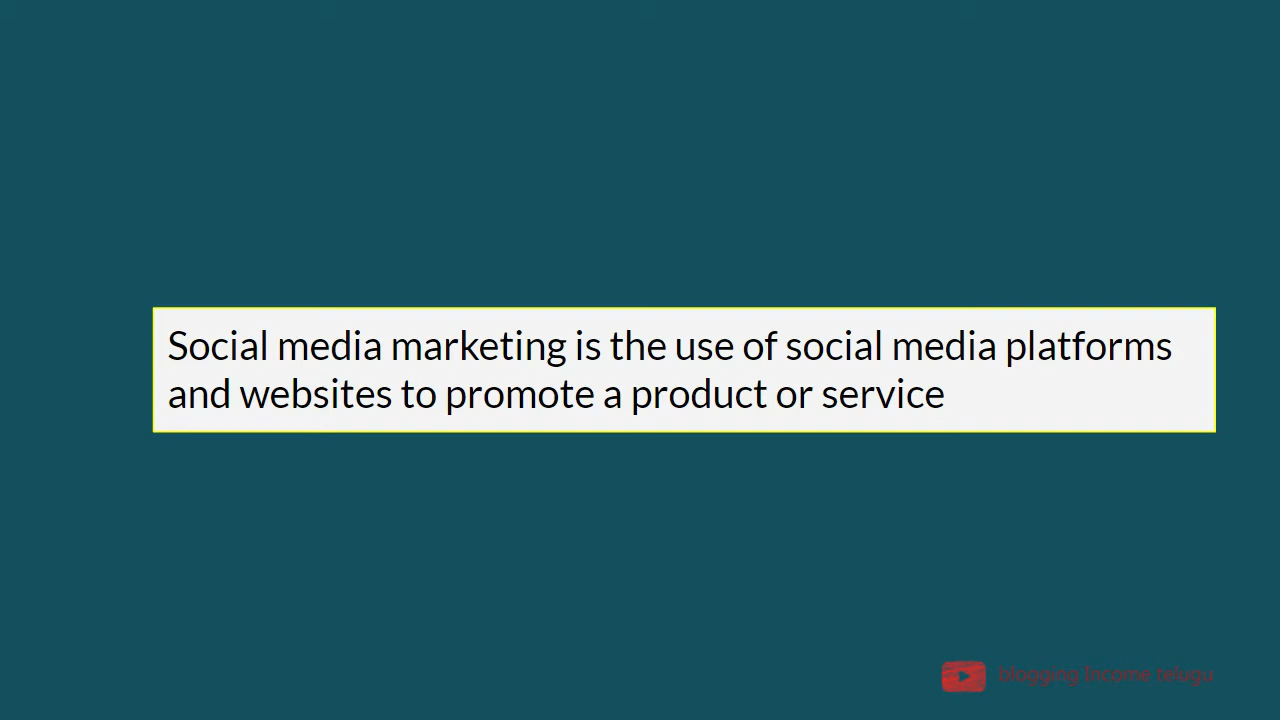 Social media marketing is the use of social media platforms
and websites to promote a product or service
blogging Income telugu